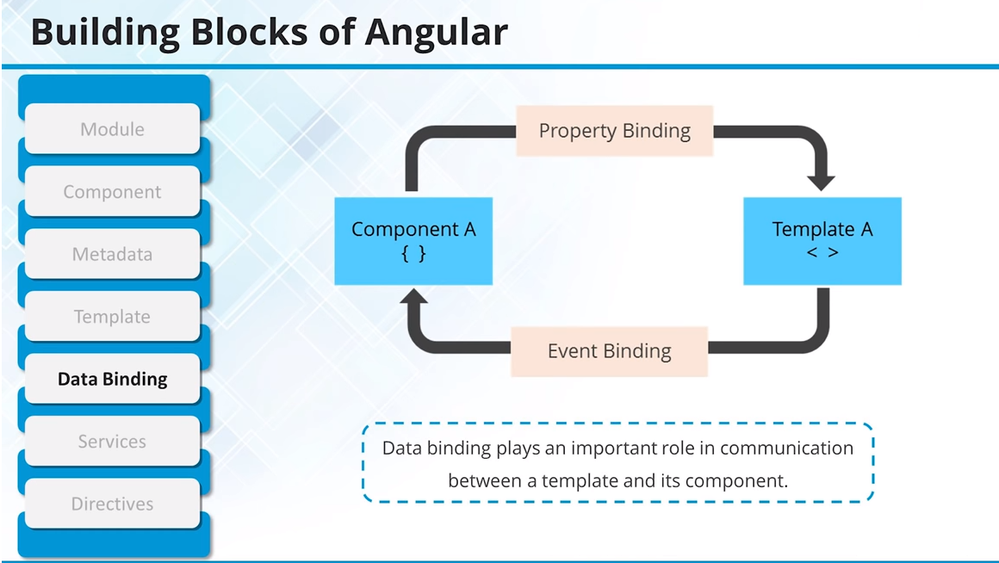 Building Blocks of Angular
Module
Component
Metadata
Template
Data Binding
Services
Directives
Property Binding
Component A
{ }
Template A
< >
Event Binding
Data binding plays an important role in communication
between a template and its component.